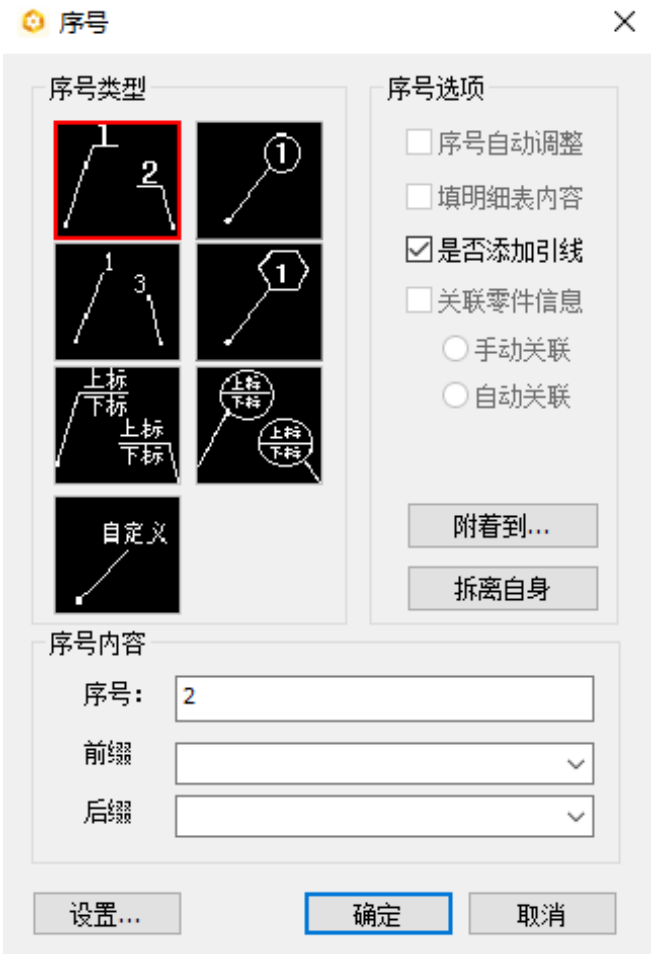 序号
序号类型
1
2
1
1
3
1
上标
下标
上标
下标
上标
下标
上标
下标
自定义
序号选项
序号自动调整
填明细表内容
是否添加引线
关联零件信息
手动关联
自动关联
附着到...
拆离自身
序号内容
序号: 2
前缀
后缀
设置...
确定
取消